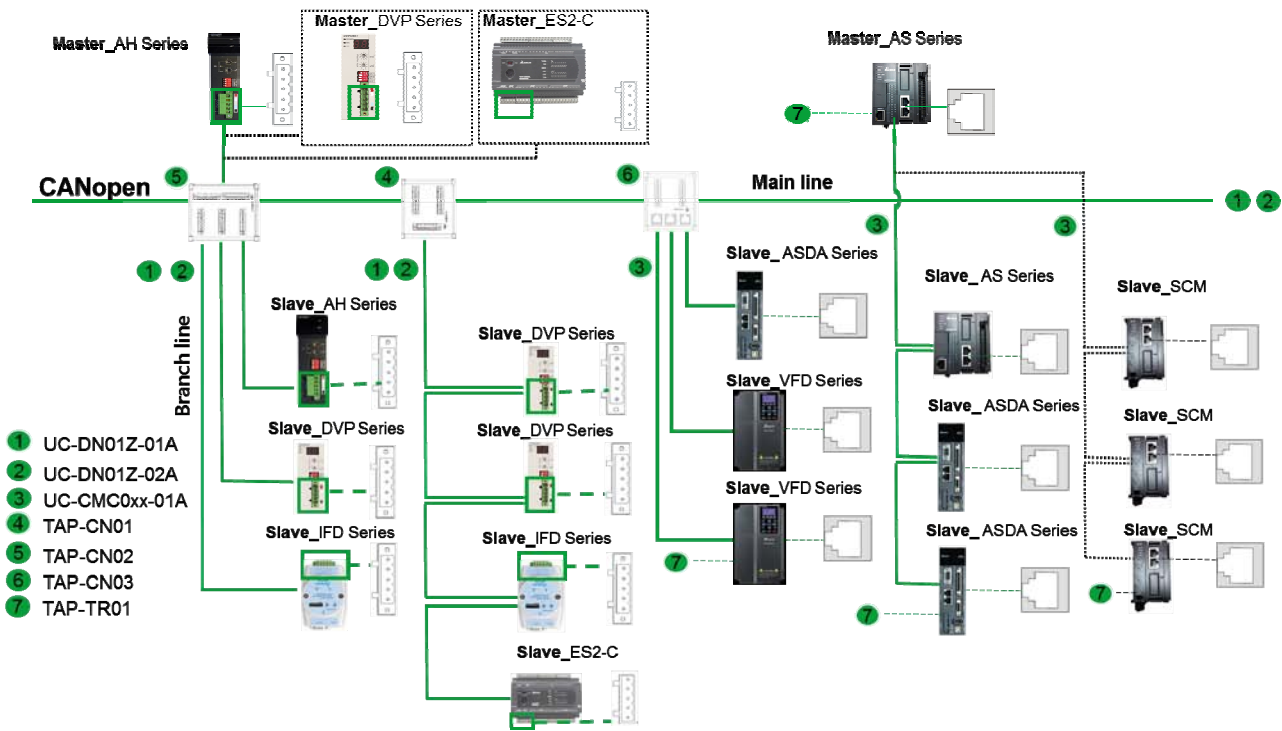 Master_DVP Series
Master_ES2-C
Master_AH Series
Master_AS Series
7
5
4
6
CANopen
Main line
1 2
3
3
1 2
1 2
3
Slave_ASDA Series
Slave_AS Series
Slave_SCM
Branch line
Slave_AH Series
Slave_DVP Series
Slave_VFD Series
Slave_ASDA Series
Slave_SCM
Slave_DVP Series
Slave_DVP Series
1 UC-DN01Z-01A
2 UC-DN01Z-02A
3 UC-CMC0xx-01A
4 TAP-CN01
5 TAP-CN02
6 TAP-CN03
7 TAP-TR01
Slave_VFD Series
Slave_IFD Series
Slave_IFD Series
Slave_ASDA Series
Slave_SCM
7
7
7
Slave_ES2-C